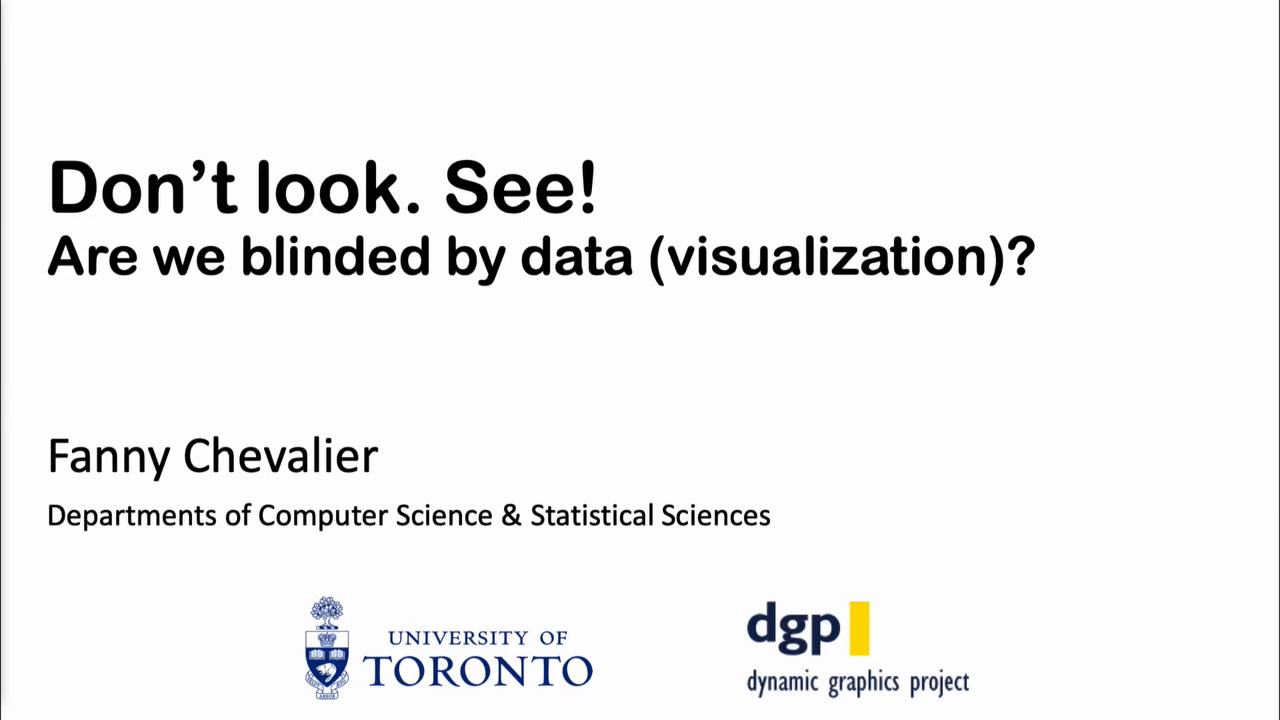 Don’t look. See!
Are we blinded by data (visualization)?
Fanny Chevalier
Departments of Computer Science & Statistical Sciences
UNIVERSITY OF
TORONTO
dgp
dynamic graphics project